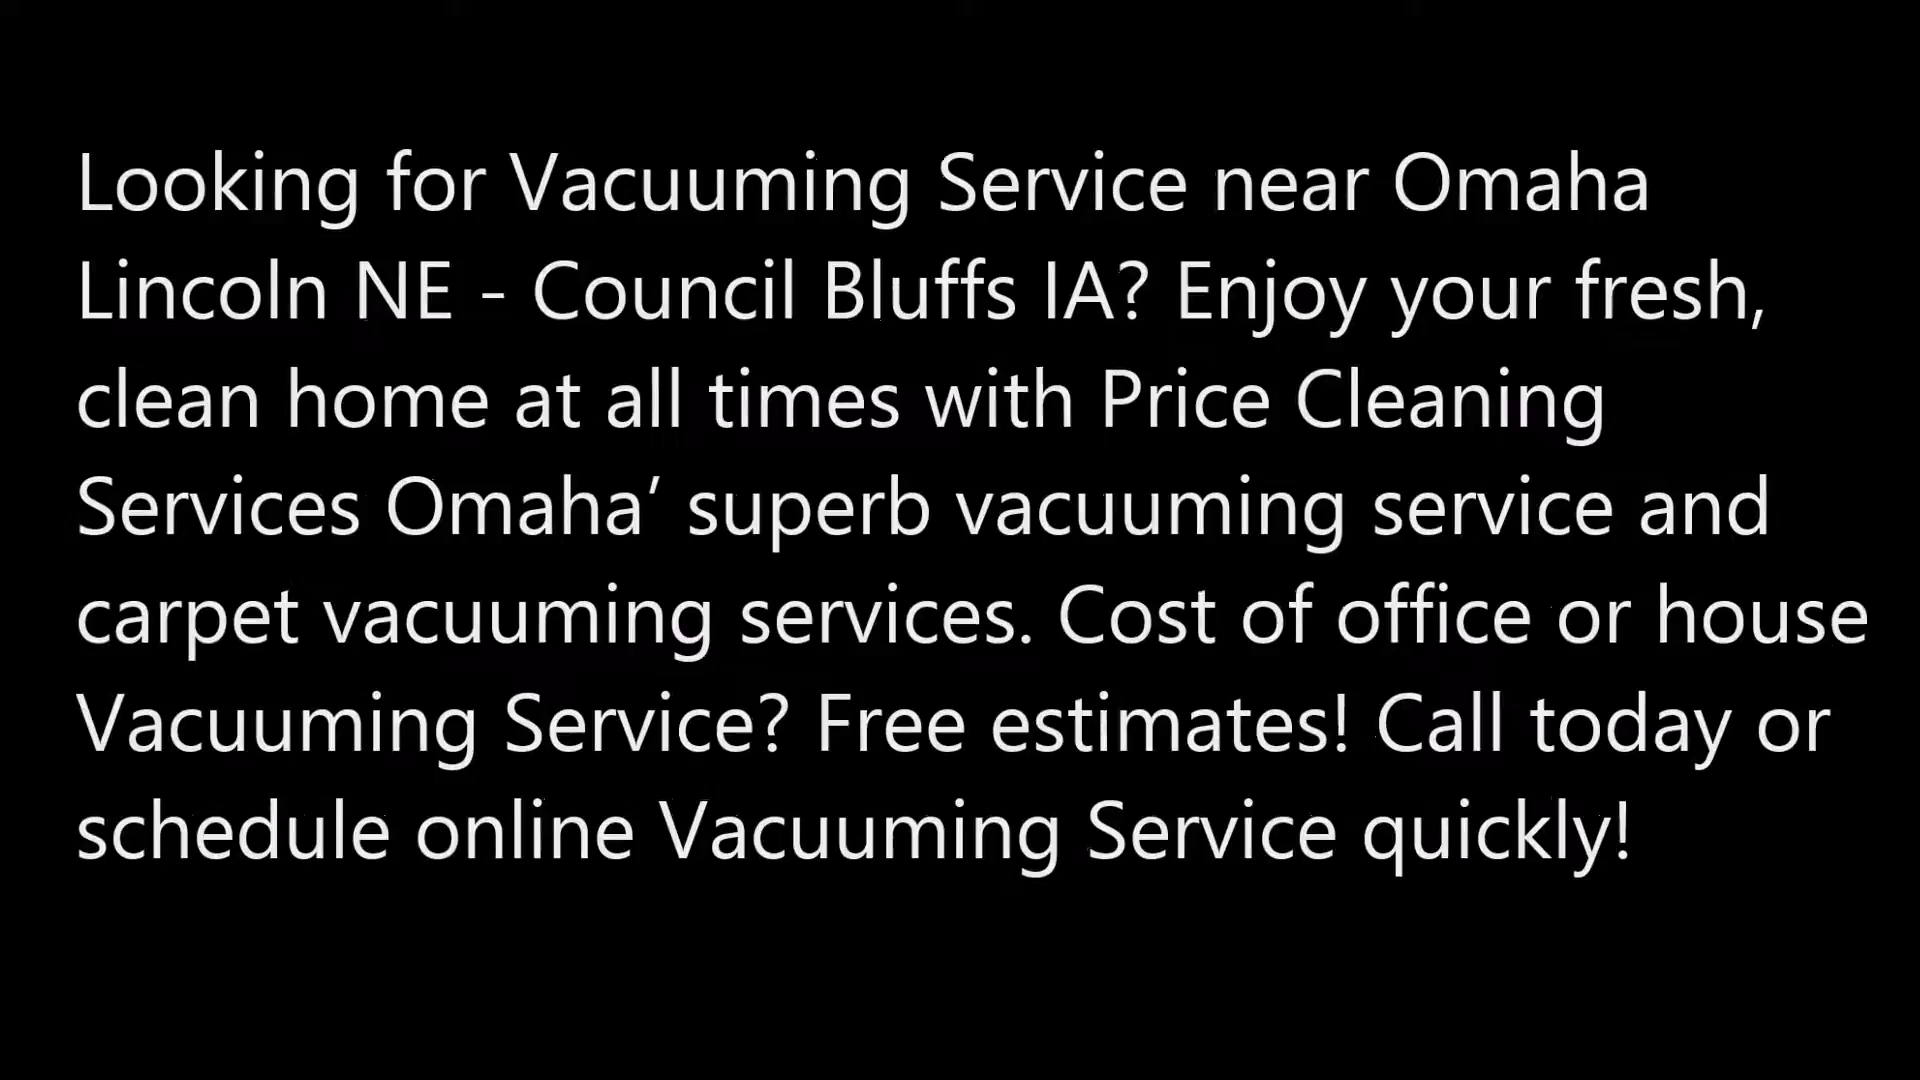 Looking for Vacuuming Service near Omaha
Lincoln NE - Council Bluffs IA? Enjoy your fresh,
clean home at all times with Price Cleaning
Services Omaha’ superb vacuuming service and
carpet vacuuming services. Cost of office or house
Vacuuming Service? Free estimates! Call today or
schedule online Vacuuming Service quickly!